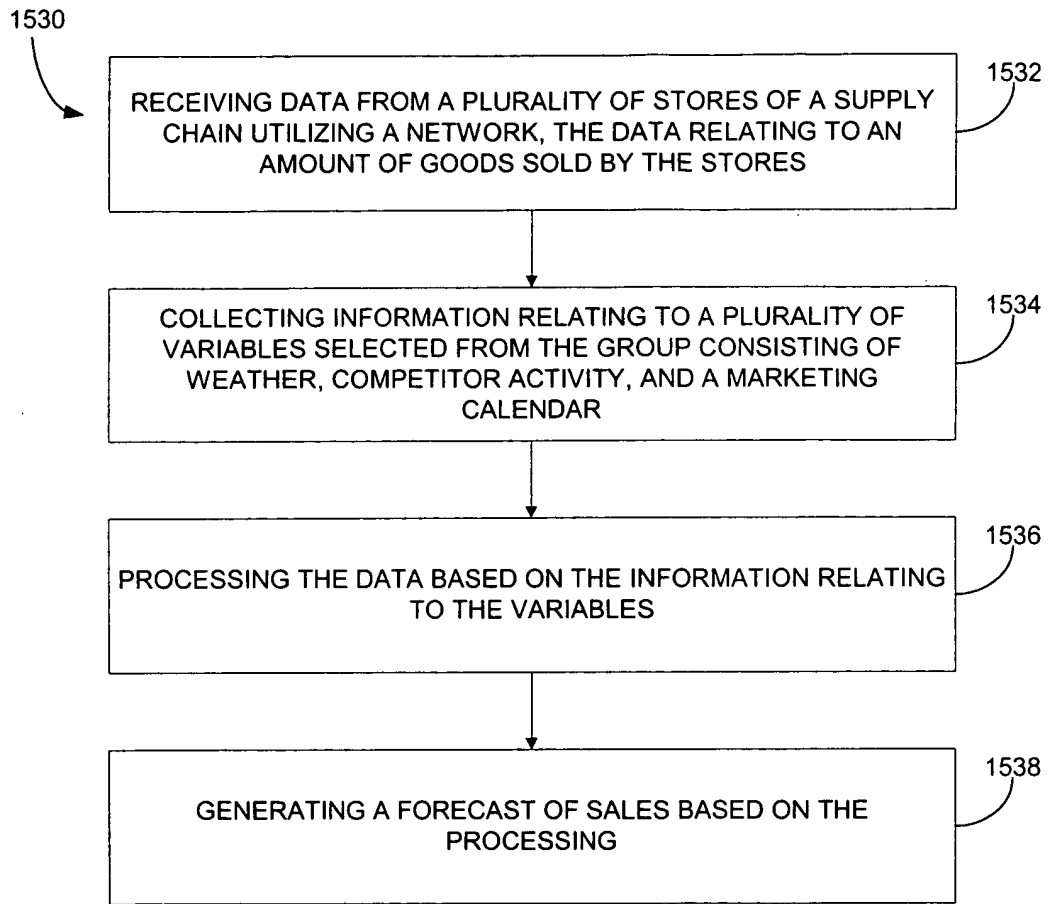 1530
1532
RECEIVING DATA FROM A PLURALITY OF STORES OF A SUPPLY
CHAIN UTILIZING A NETWORK, THE DATA RELATING TO AN
AMOUNT OF GOODS SOLD BY THE STORES
1534
COLLECTING INFORMATION RELATING TO A PLURALITY OF
VARIABLES SELECTED FROM THE GROUP CONSISTING OF
WEATHER, COMPETITOR ACTIVITY, AND A MARKETING
CALENDAR
1536
PROCESSING THE DATA BASED ON THE INFORMATION RELATING
TO THE VARIABLES
1538
GENERATING A FORECAST OF SALES BASED ON THE
PROCESSING